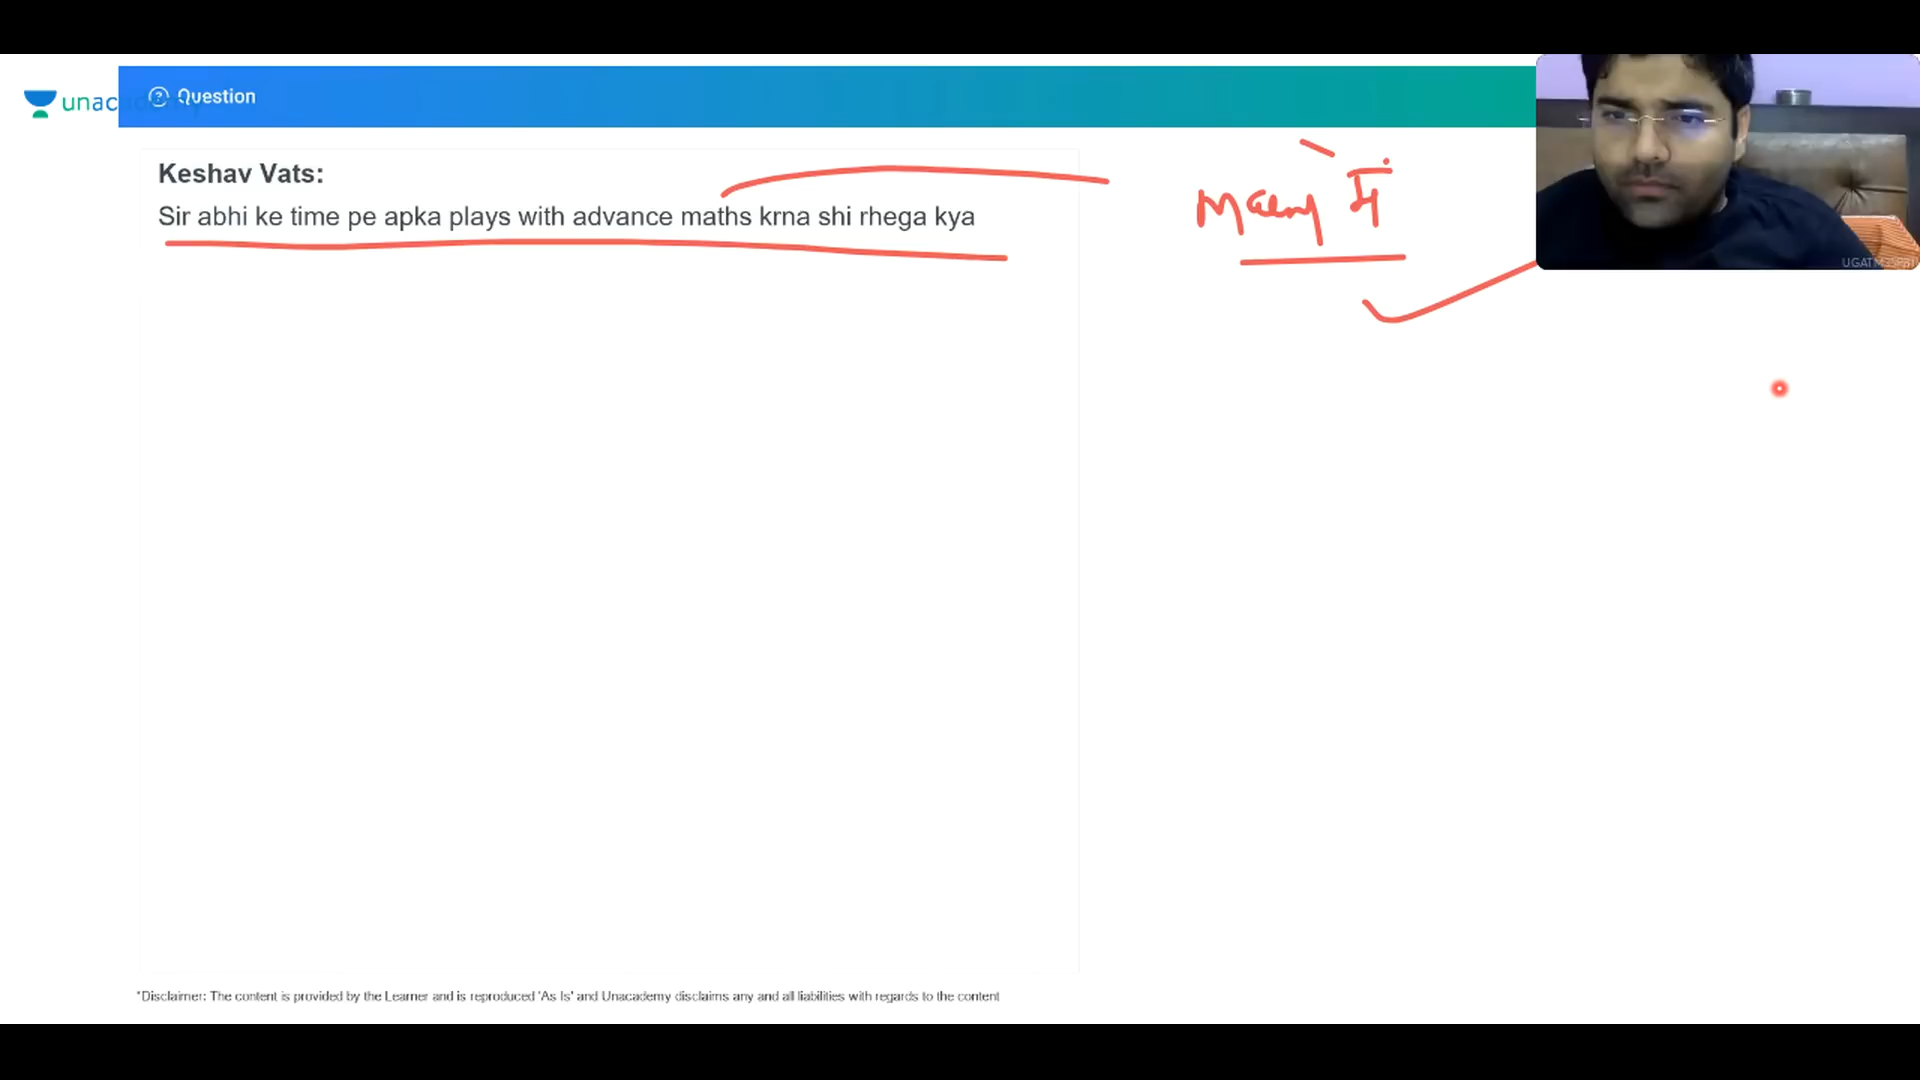 unacademy
Question
Keshav Vats:
Sir abhi ke time pe apka plays with advance maths krna shi rhega kya
में
*Disclaimer: The content is provided by the Learner and is reproduced 'As Is' and Unacademy disclaims any and all liabilities with regards to the content